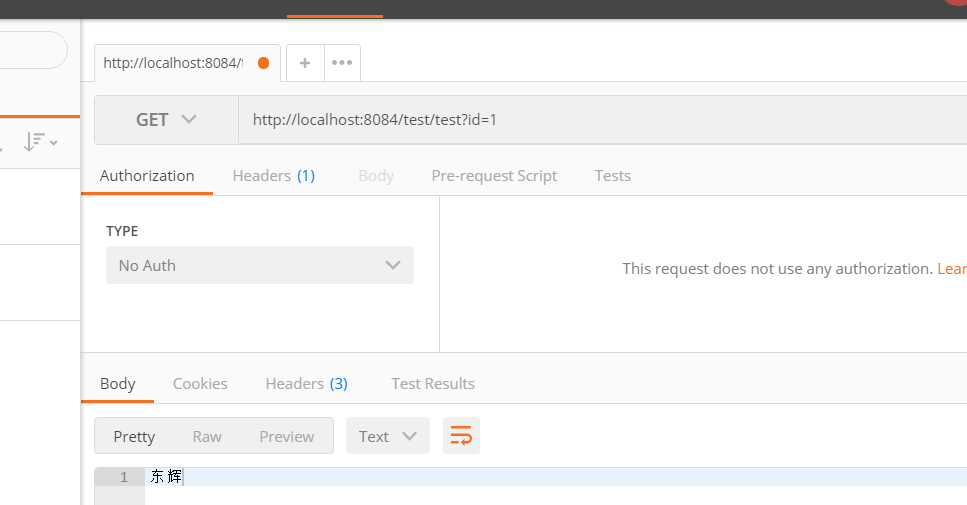 http://localhost:8084/
GET http://localhost:8084/test/test?id=1
Authorization Headers (1) Body Pre-request Script Tests
TYPE
No Auth
This request does not use any authorization. Lear
Body Cookies Headers (3) Test Results
Pretty Raw Preview Text
1 东辉